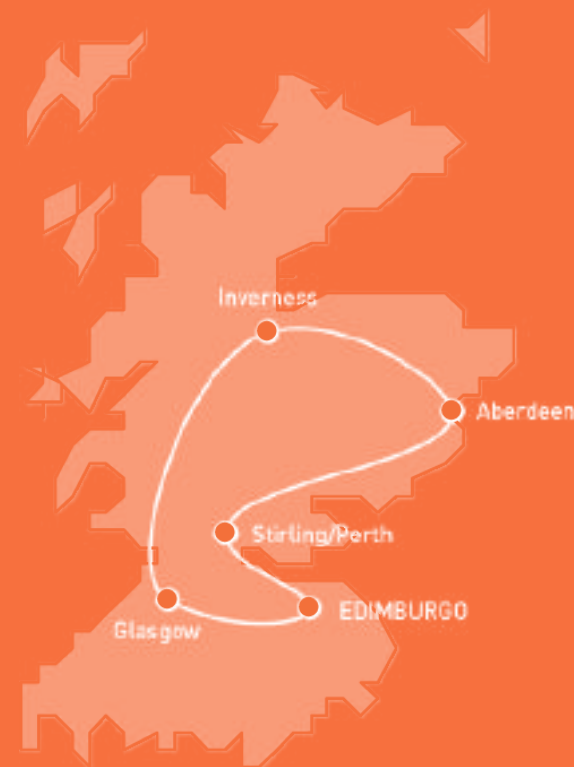 Inverness
Aberdeen
Stirling/Perth
EDIMBURGO
Glasgow